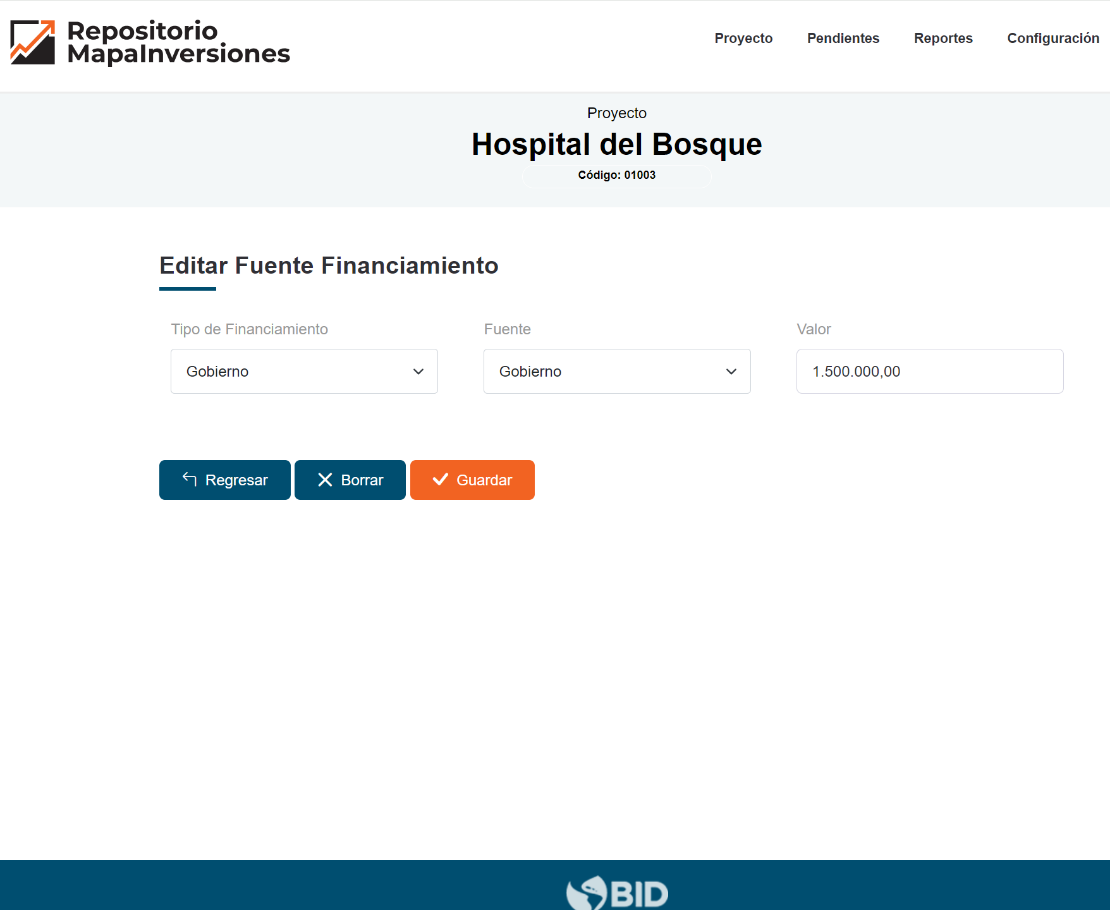 Repositorio
MapaInversiones
Proyecto Pendientes Reportes Configuración
Proyecto
Hospital del Bosque
Código: 01003
Editar Fuente Financiamiento
Tipo de Financiamiento Fuente Valor
Gobierno Gobierno 1.500.000,00
Regresar Borrar Guardar
BID